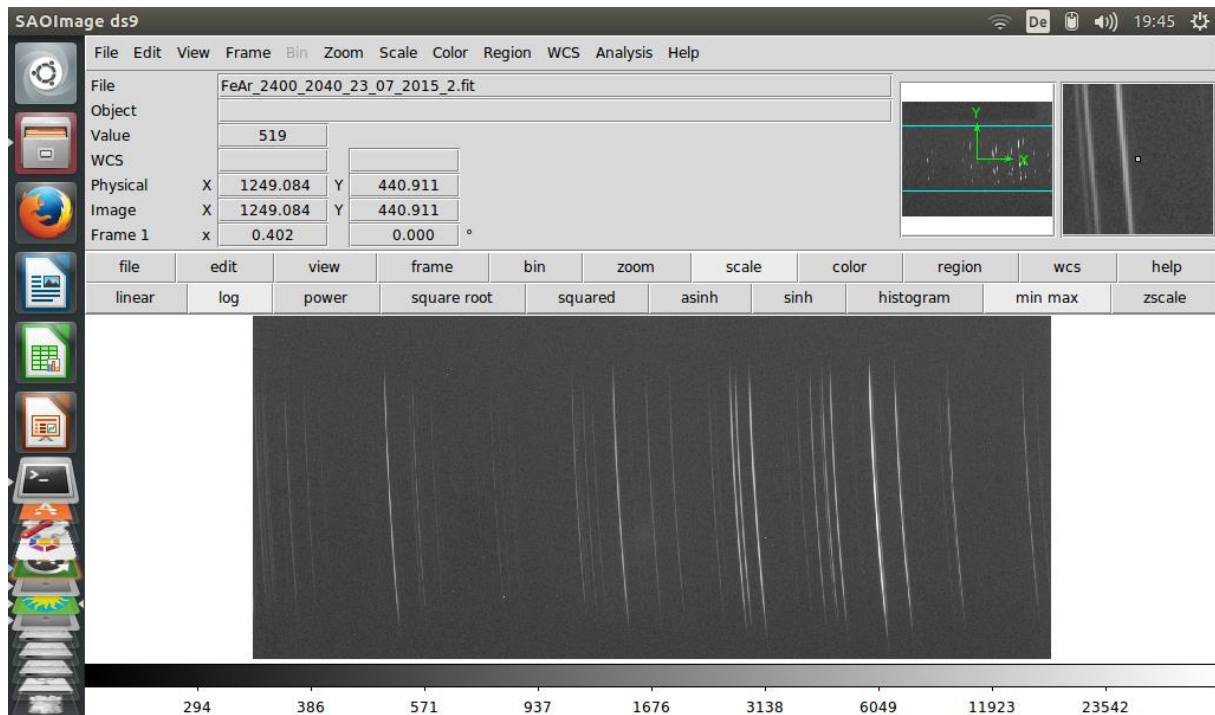 SAOImage ds9
De
19:45
File Edit View Frame Bin Zoom Scale Color Region WCS Analysis Help
File FeAr_2400_2040_23_07_2015_2.fit
Object
Value 519
WCS
Physical X 1249.084 Y 440.911
Image X 1249.084 Y 440.911
Frame 1 x 0.402 0.000 °
Y
X
file edit view frame bin zoom scale color region wcs help
linear log power square root squared asinh sinh histogram min max zscale
294 386 571 937 1676 3138 6049 11923 23542